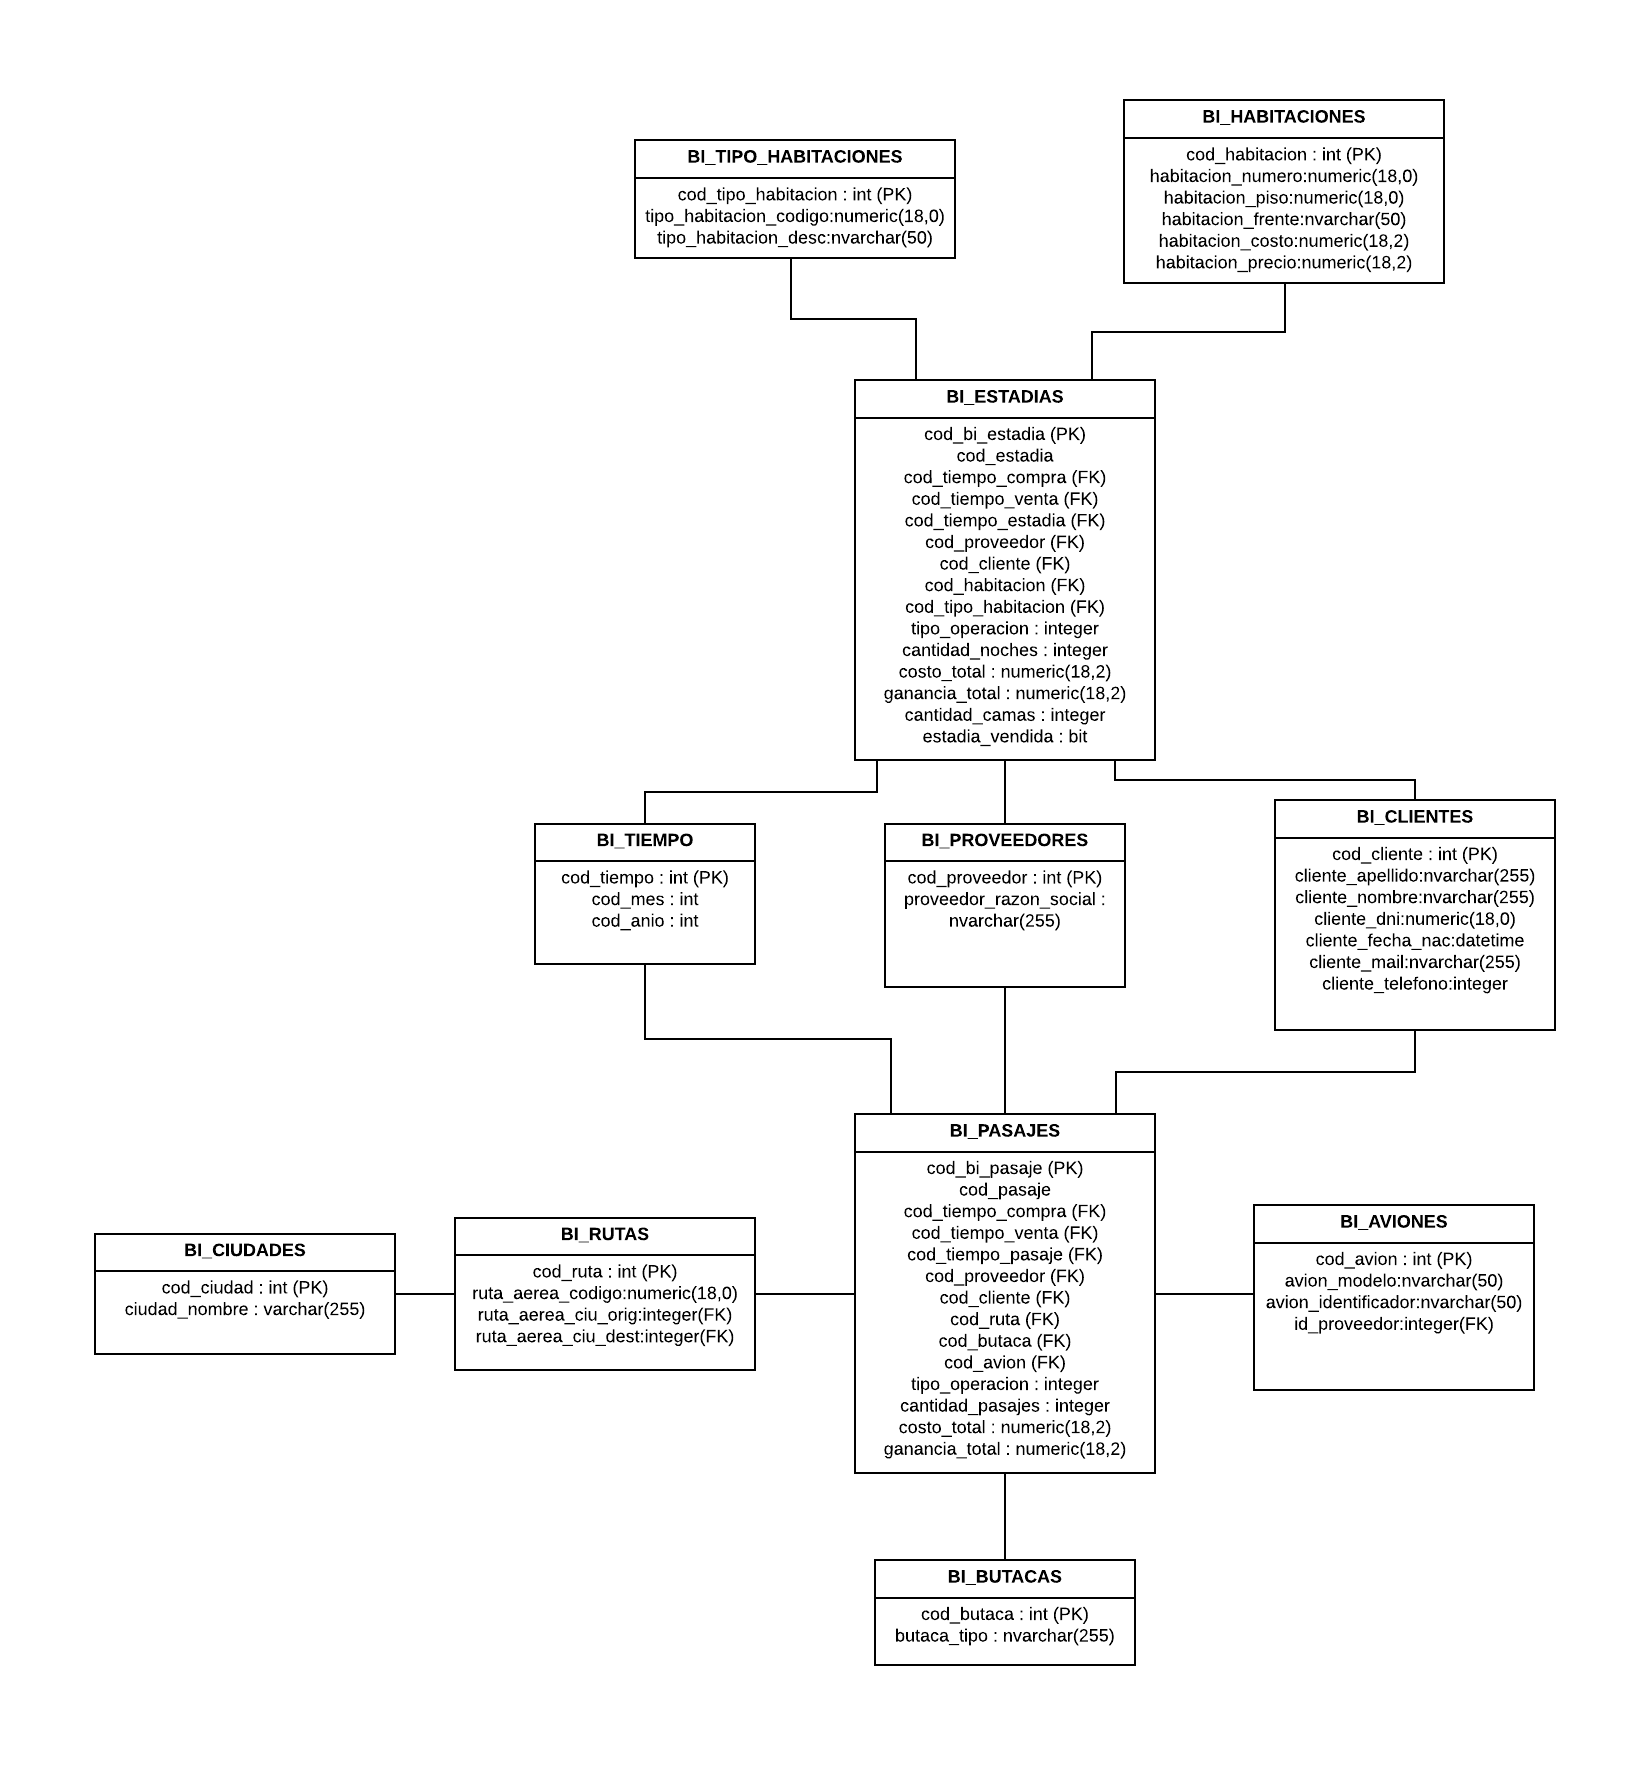 BI_HABITACIONES
cod_habitacion : int (PK)
habitacion_numero:numeric(18,0)
habitacion_piso:numeric(18,0)
habitacion_frente:nvarchar(50)
habitacion_costo:numeric(18,2)
habitacion_precio:numeric(18,2)
BI_TIPO_HABITACIONES
cod_tipo_habitacion : int (PK)
tipo_habitacion_codigo:numeric(18,0)
tipo_habitacion_desc:nvarchar(50)
BI_ESTADIAS
cod_bi_estadia (PK)
cod_estadia
cod_tiempo_compra (FK)
cod_tiempo_venta (FK)
cod_tiempo_estadia (FK)
cod_proveedor (FK)
cod_cliente (FK)
cod_habitacion (FK)
cod_tipo_habitacion (FK)
tipo_operacion : integer
cantidad_noches : integer
costo_total : numeric(18,2)
ganancia_total : numeric(18,2)
cantidad_camas : integer
estadia_vendida : bit
BI_TIEMPO
cod_tiempo : int (PK)
cod_mes : int
cod_anio : int
BI_PROVEEDORES
cod_proveedor : int (PK)
proveedor_razon_social :
nvarchar(255)
BI_CLIENTES
cod_cliente : int (PK)
cliente_apellido:nvarchar(255)
cliente_nombre:nvarchar(255)
cliente_dni:numeric(18,0)
cliente_fecha_nac:datetime
cliente_mail:nvarchar(255)
cliente_telefono:integer
BI_PASAJES
cod_bi_pasaje (PK)
cod_pasaje
cod_tiempo_compra (FK)
cod_tiempo_venta (FK)
cod_tiempo_pasaje (FK)
cod_proveedor (FK)
cod_cliente (FK)
cod_ruta (FK)
cod_butaca (FK)
cod_avion (FK)
tipo_operacion : integer
cantidad_pasajes : integer
costo_total : numeric(18,2)
ganancia_total : numeric(18,2)
BI_CIUDADES
cod_ciudad : int (PK)
ciudad_nombre : varchar(255)
BI_RUTAS
cod_ruta : int (PK)
ruta_aerea_codigo:numeric(18,0)
ruta_aerea_ciu_orig:integer(FK)
ruta_aerea_ciu_dest:integer(FK)
BI_AVIONES
cod_avion : int (PK)
avion_modelo:nvarchar(50)
avion_identificador:nvarchar(50)
id_proveedor:integer(FK)
BI_BUTACAS
cod_butaca : int (PK)
butaca_tipo : nvarchar(255)